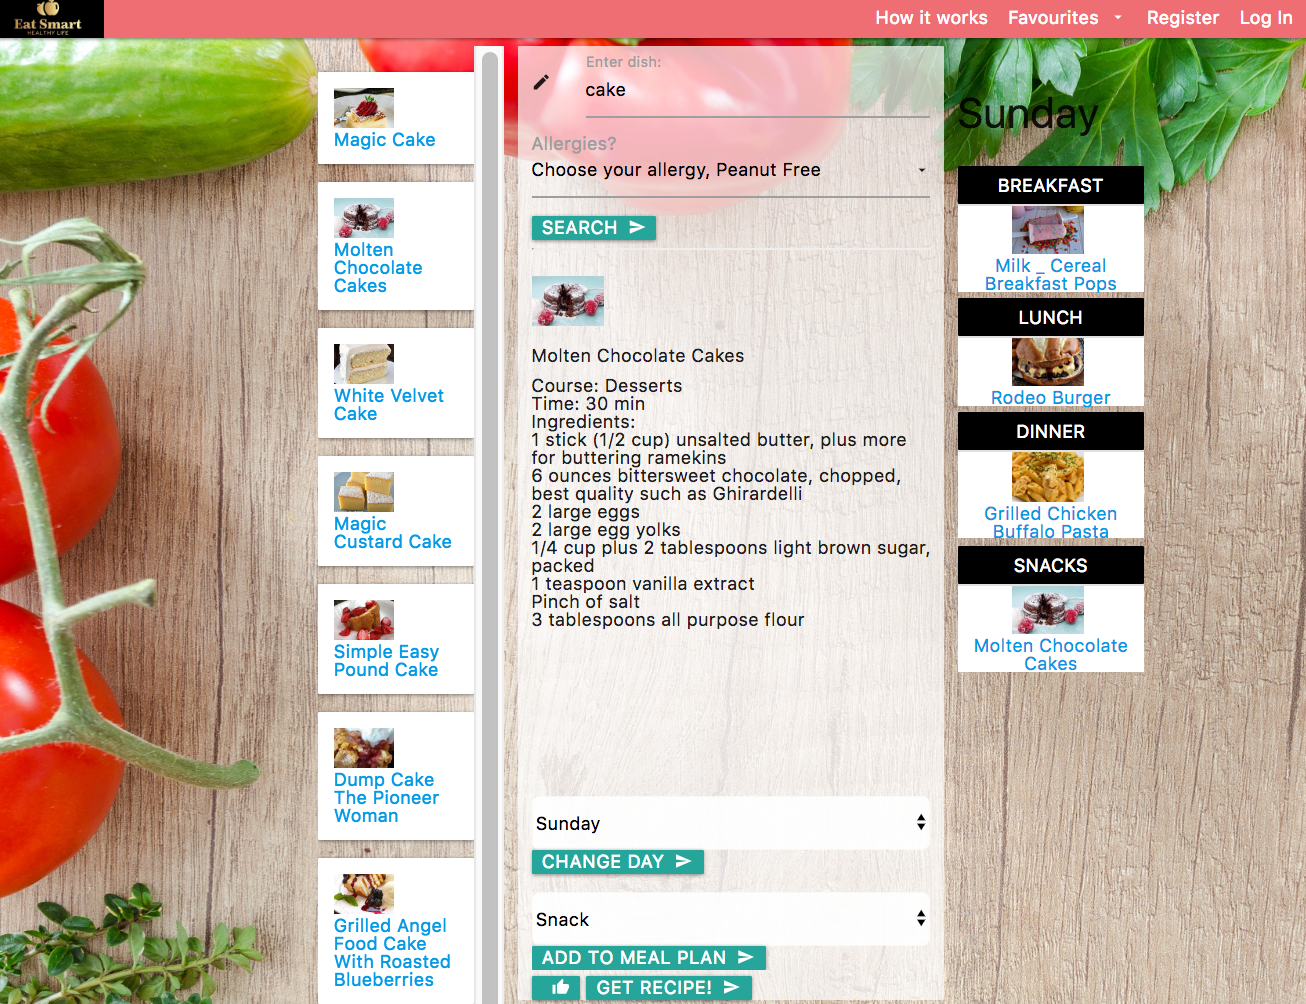 Eat Smart
HEALTHY LIFE
How it works
Favourites
Register
Log In
Magic Cake
Molten
Chocolate
Cakes
White Velvet
Cake
Magic
Custard Cake
Simple Easy
Pound Cake
Dump Cake
The Pioneer
Woman
Grilled Angel
Food Cake
With Roasted
Blueberries
Enter dish:
cake
Allergies?
Choose your allergy, Peanut Free
SEARCH
Molten Chocolate Cakes
Course: Desserts
Time: 30 min
Ingredients:
1 stick (1/2 cup) unsalted butter, plus more
for buttering ramekins
6 ounces bittersweet chocolate, chopped,
best quality such as Ghirardelli
2 large eggs
2 large egg yolks
1/4 cup plus 2 tablespoons light brown sugar,
packed
1 teaspoon vanilla extract
Pinch of salt
3 tablespoons all purpose flour
Sunday
CHANGE DAY
Snack
ADD TO MEAL PLAN
GET RECIPE!
Sunday
BREAKFAST
Milk _ Cereal
Breakfast Pops
LUNCH
Rodeo Burger
DINNER
Grilled Chicken
Buffalo Pasta
SNACKS
Molten Chocolate
Cakes